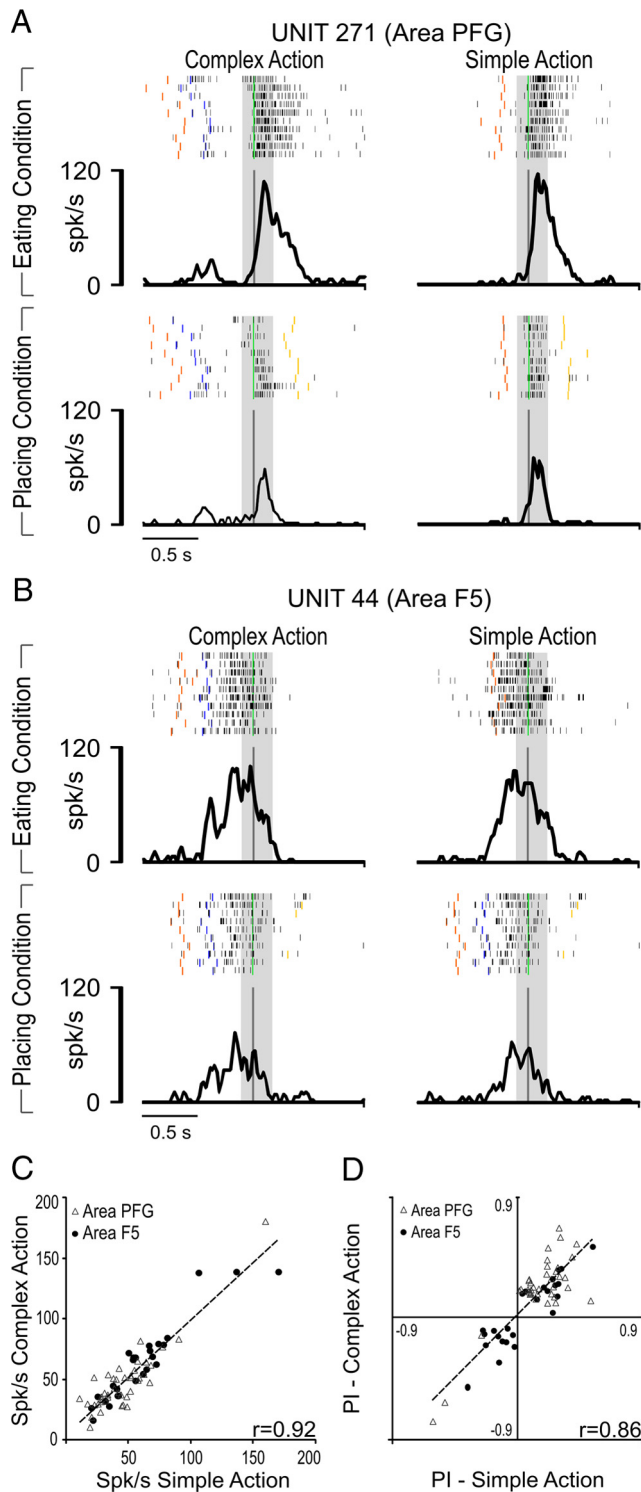 A
UNIT 271 (Area PFG)
Complex Action
Simple Action
Eating Condition
120
spk/s
0
Placing Condition
120
spk/s
0
0.5 s
B
UNIT 44 (Area F5)
Complex Action
Simple Action
Eating Condition
120
spk/s
0
Placing Condition
120
spk/s
0
0.5 s
C
Spk/s Complex Action
200
150
100
50
0
△ Area PFG
● Area F5
r=0.92
50 100 150 200
Spk/s Simple Action
D
PI - Complex Action
0.9
△ Area PFG
● Area F5
-0.9 0.9
-0.9
r=0.86
PI - Simple Action